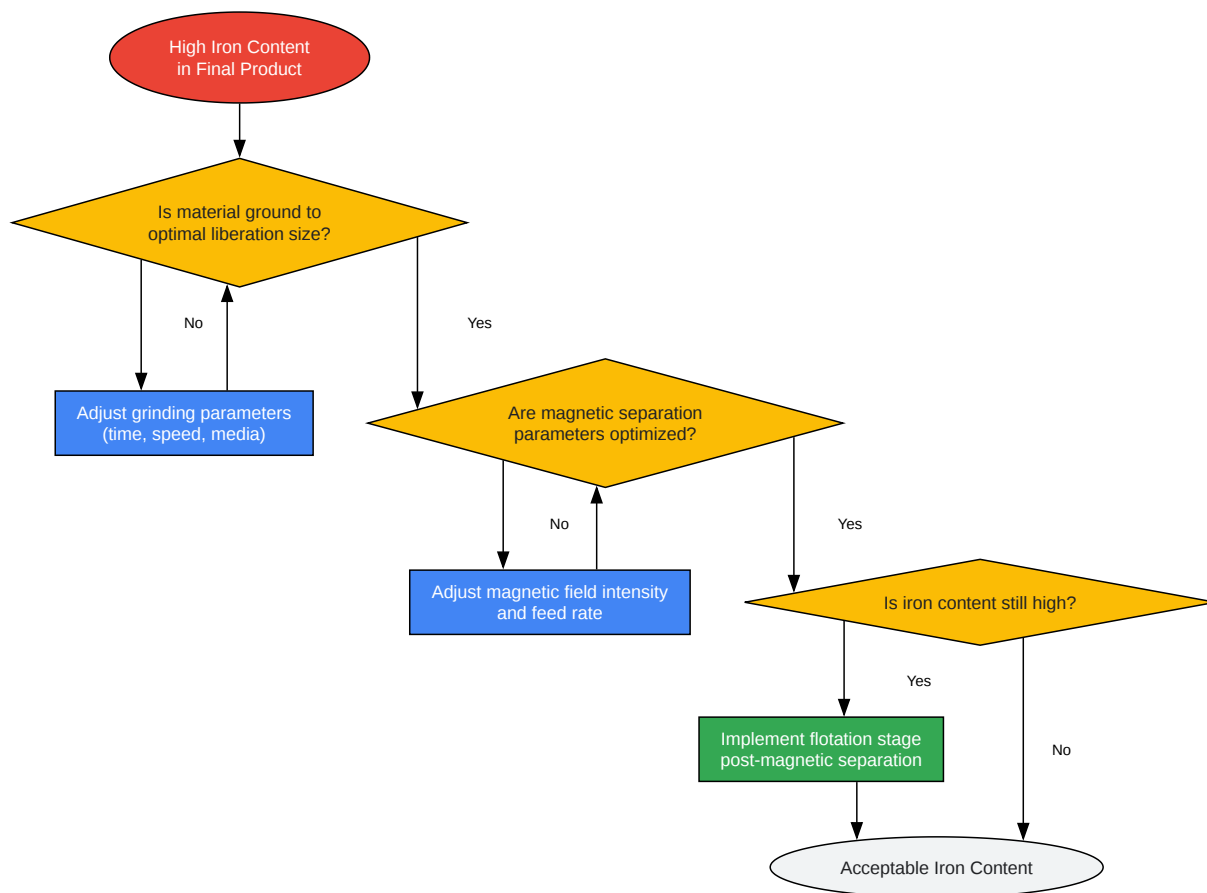 High Iron Content
in Final Product
Is material ground to
optimal liberation size?
No
Yes
Adjust grinding parameters
(time, speed, media)
Are magnetic separation
parameters optimized?
No
Yes
Adjust magnetic field intensity
and feed rate
Is iron content still high?
Yes
Implement flotation stage
post-magnetic separation
No
Acceptable Iron Content